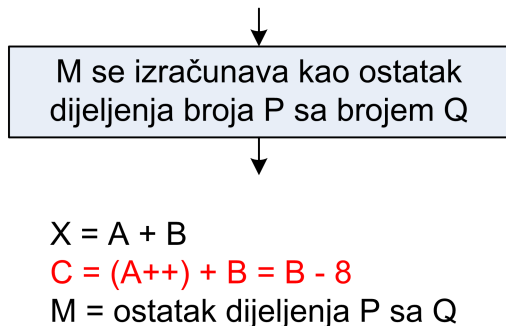 M se izračunava kao ostatak
dijeljenja broja P sa brojem Q
X = A + B
C = (A++) + B = B - 8
M = ostatak dijeljenja P sa Q